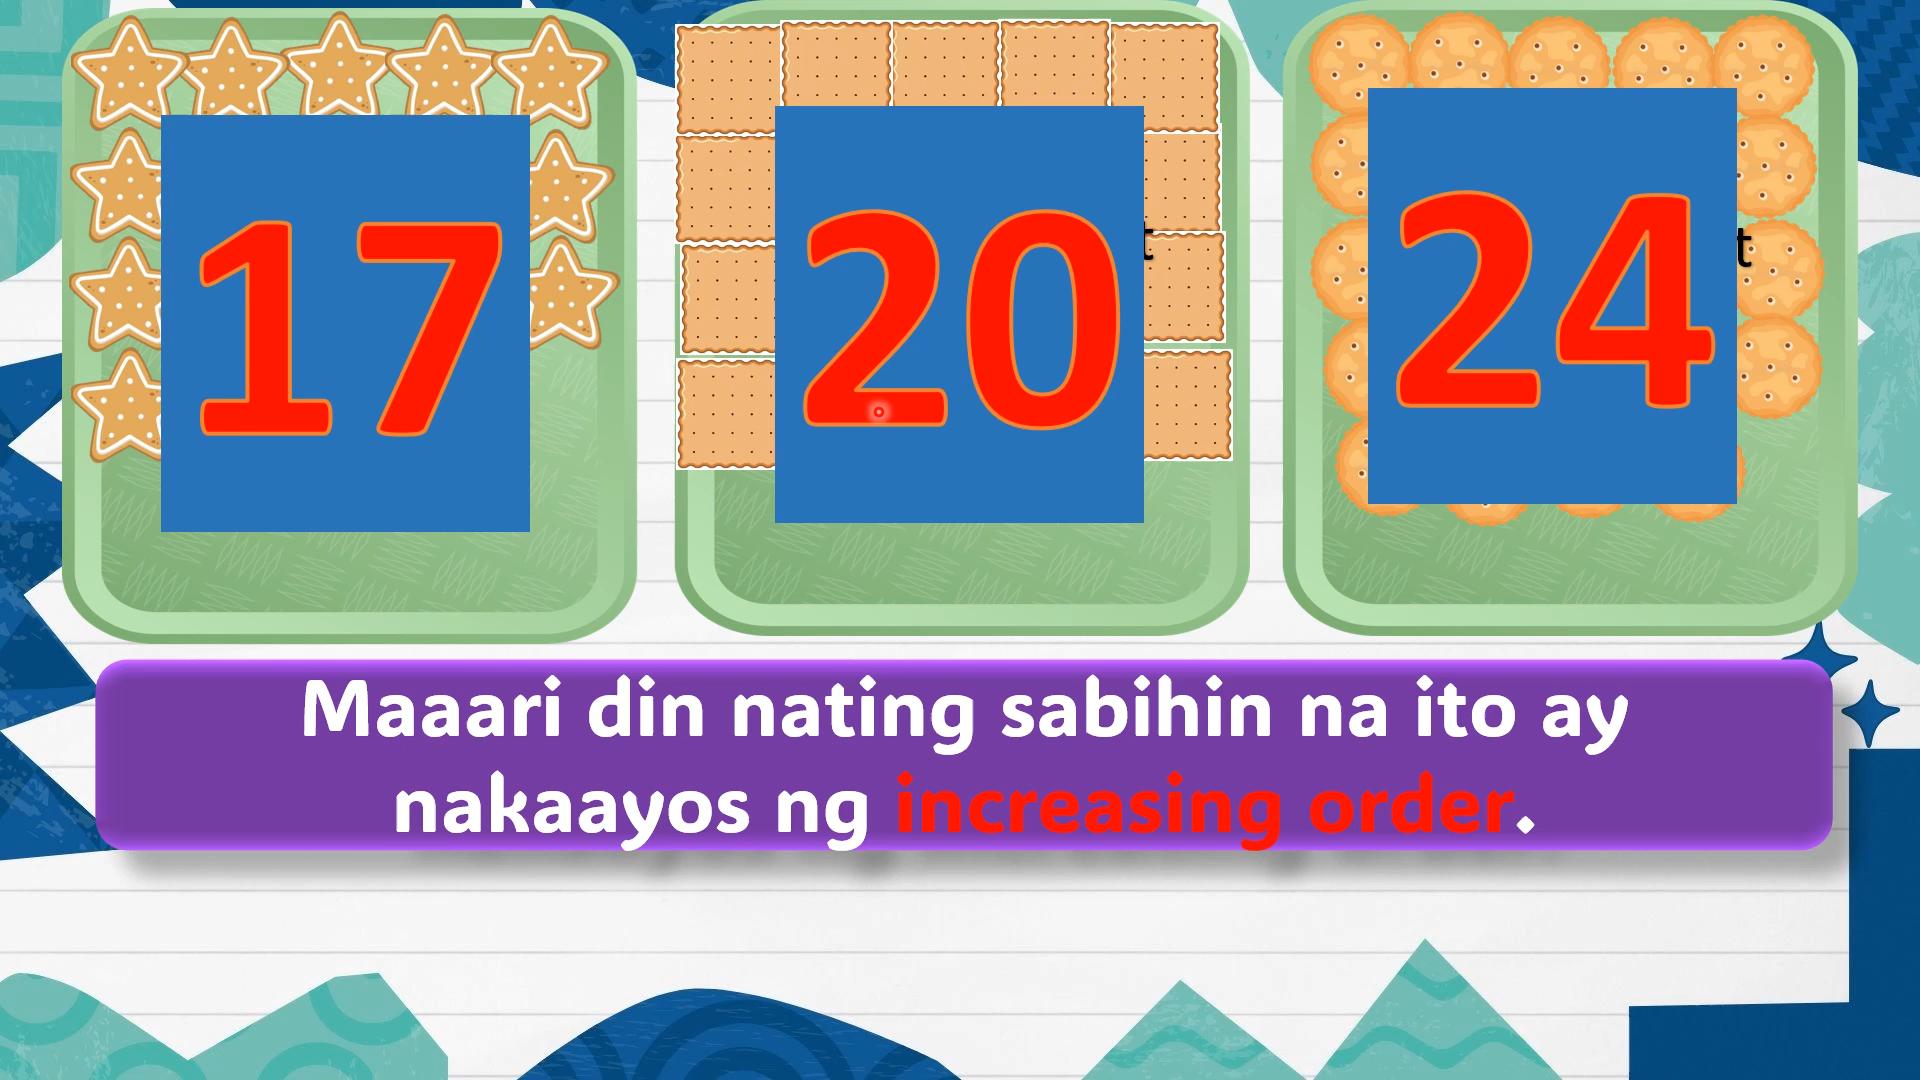 17 20 24
t t
Maaari din nating sabihin na ito ay
nakaayos ng increasing order.